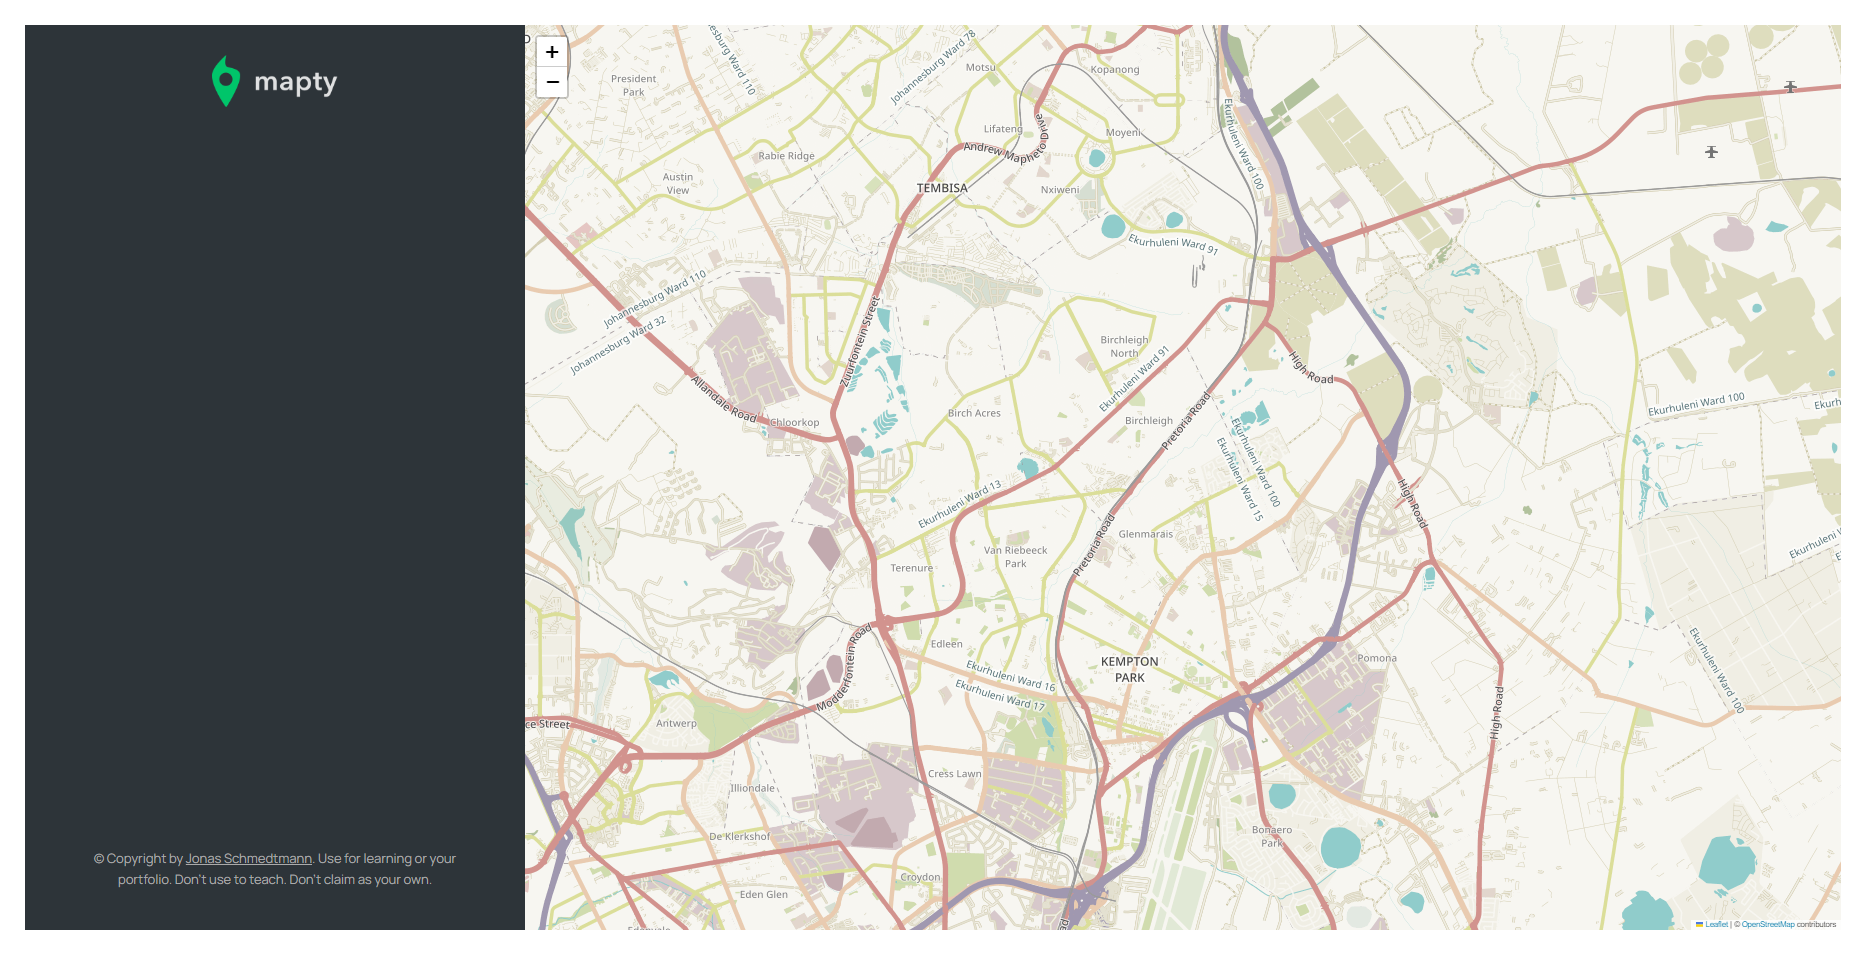 mapty
© Copyright by Jonas Schmedtmann. Use for learning or your
portfolio. Don't use to teach. Don't claim as your own.
+
−
Johannesburg Ward 78
President
Park
Motsu
Kopanong
Lifateng
Andrew Mapheto Drive
Moyeni
Rabie Ridge
Austin
View
TEMBISA
Nxiweni
Ekurhuleni Ward 100
Ekurhuleni Ward 91
Johannesburg Ward 110
Johannesburg Ward 32
Zuurfontein Street
Birchleigh
North
Ekurhuleni Ward 91
High Road
Allandale Road
Chloorkop
Birch Acres
Birchleigh
Pretoria Road
Ekurhuleni Ward 100
Ekurhuleni Ward 100
Ekurhuleni Ward 15
Ekurhuleni Ward 13
High Road
Van Riebeeck
Park
Pretoria Road
Glenmarais
Terenure
Modderfontein Road
Edleen
KEMPTON
PARK
Pomona
Ekurhuleni Ward 16
Ekurhuleni Ward 17
Ekurhuleni Ward 100
High Road
ce Street
Antwerp
Cress Lawn
Illiondale
De Klerkshof
Bonaero
Park
Croydon
Eden Glen
Leaflet | © OpenStreetMap contributors